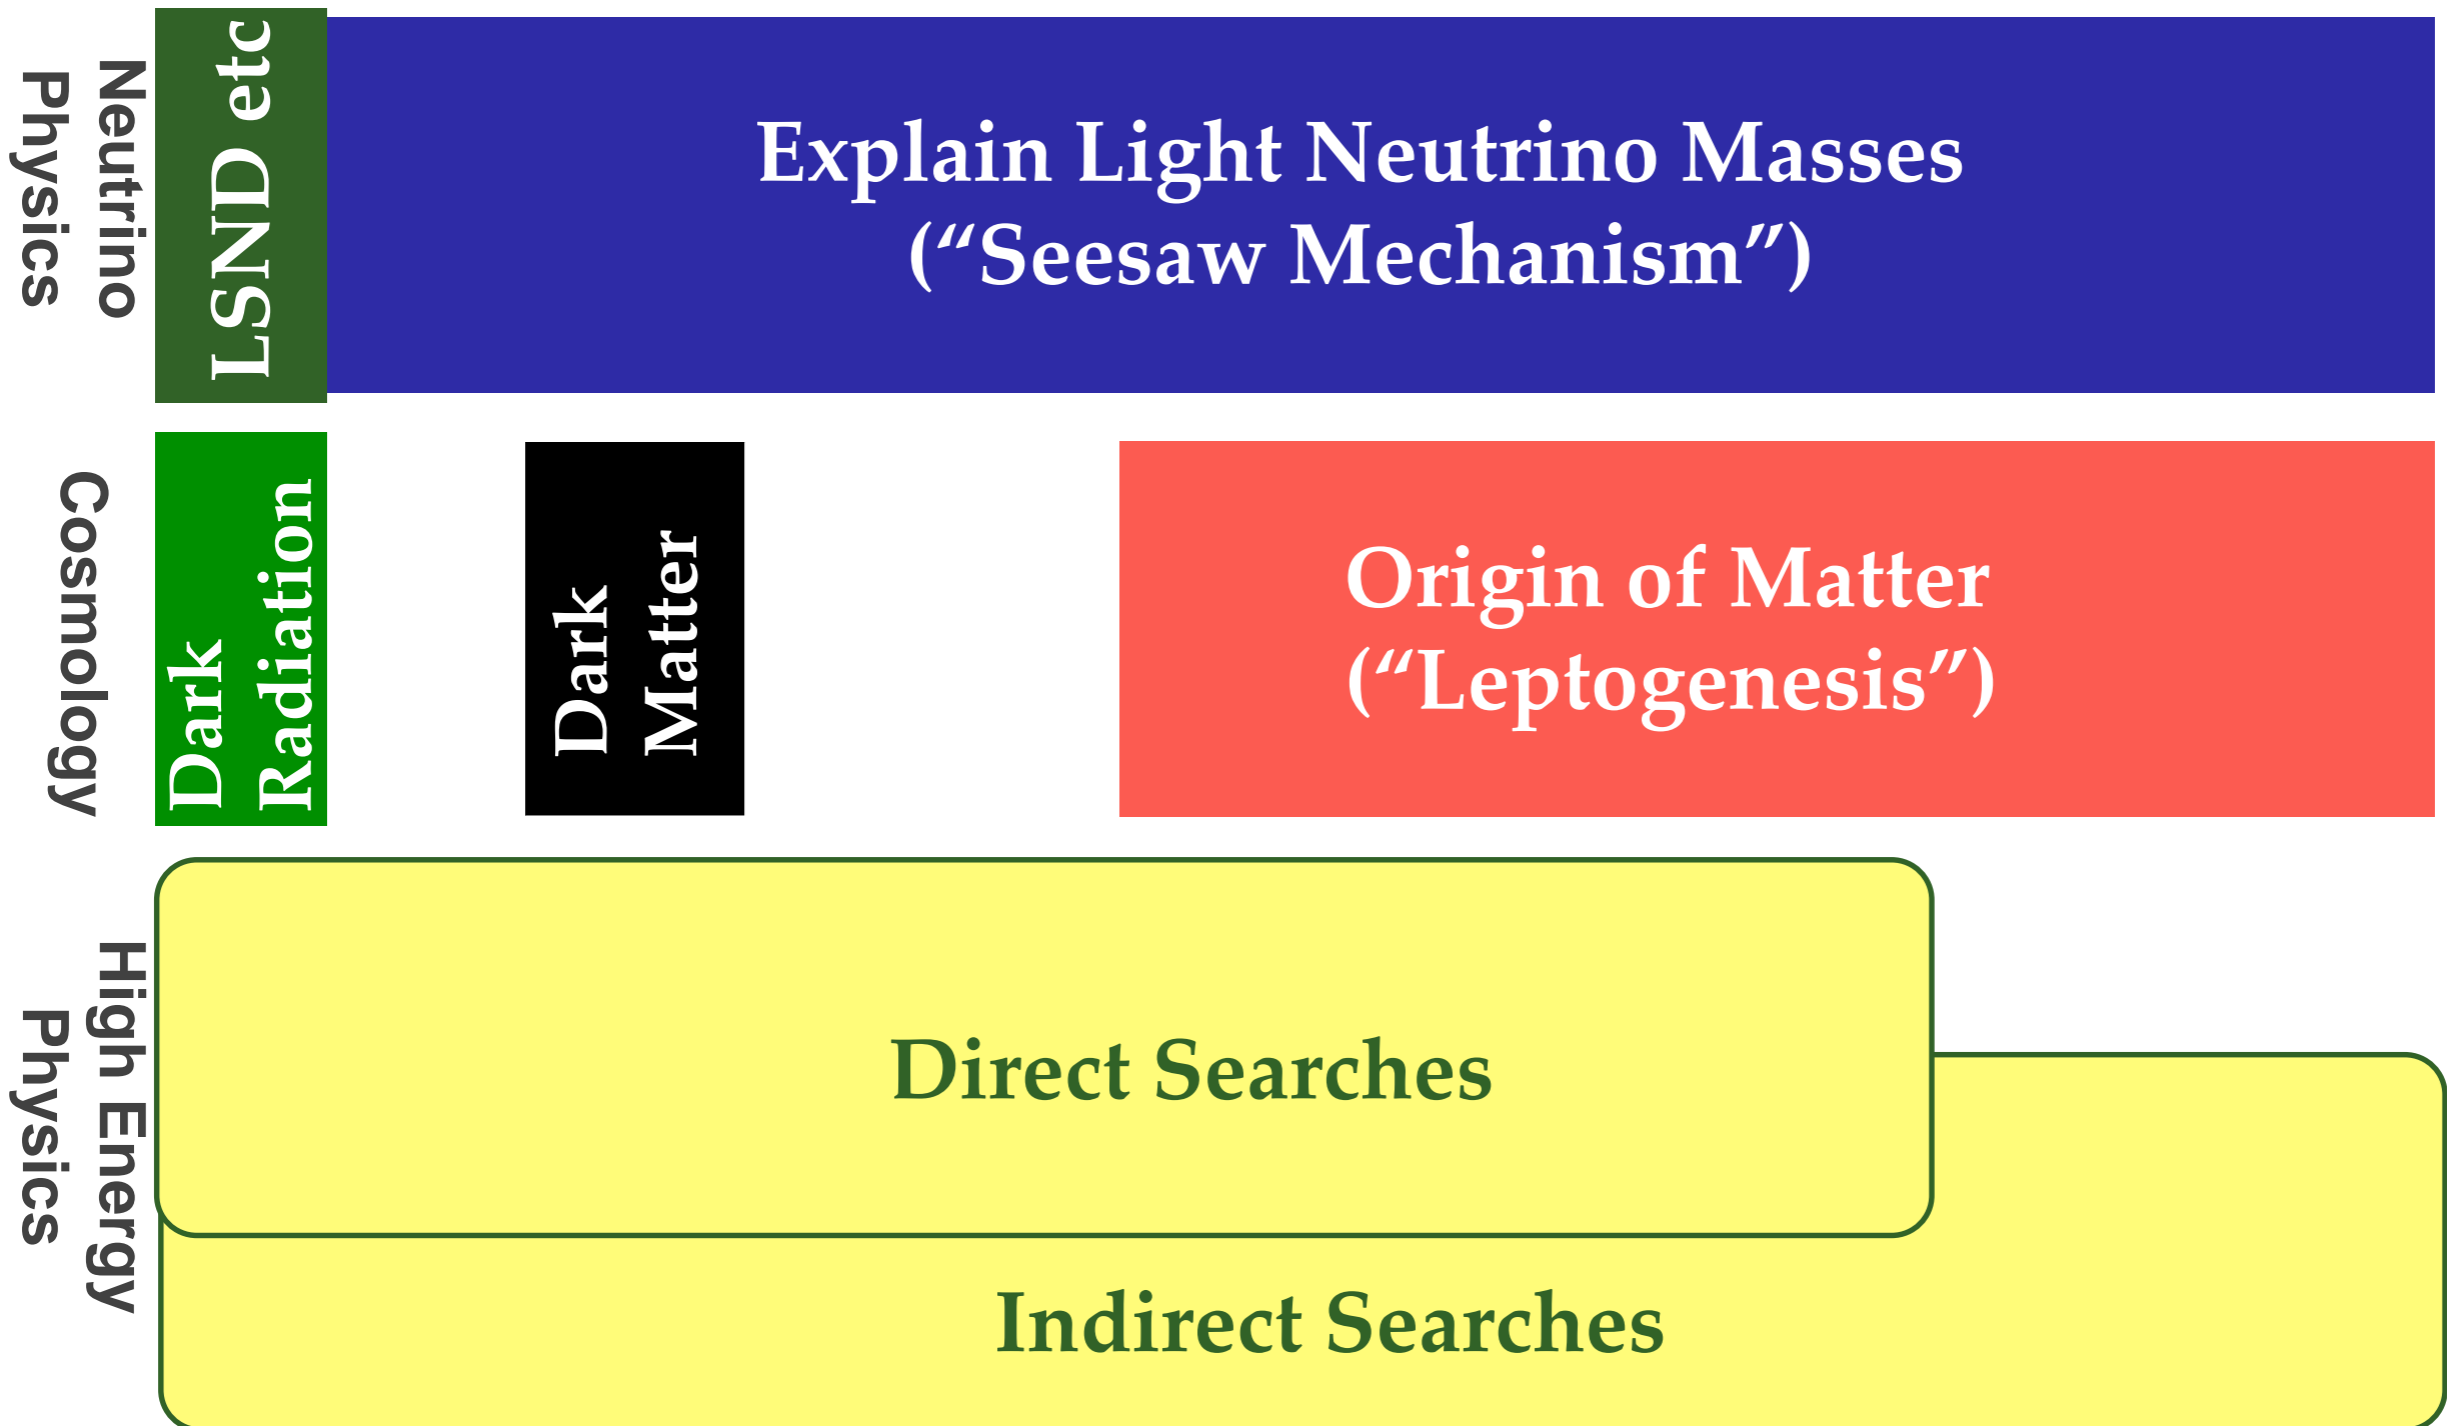 Neutrino
Physics
LSND etc
Explain Light Neutrino Masses
(“Seesaw Mechanism”)
Cosmology
Dark
Radiation
Dark
Matter
Origin of Matter
(“Leptogenesis”)
High Energy
Physics
Direct Searches
Indirect Searches